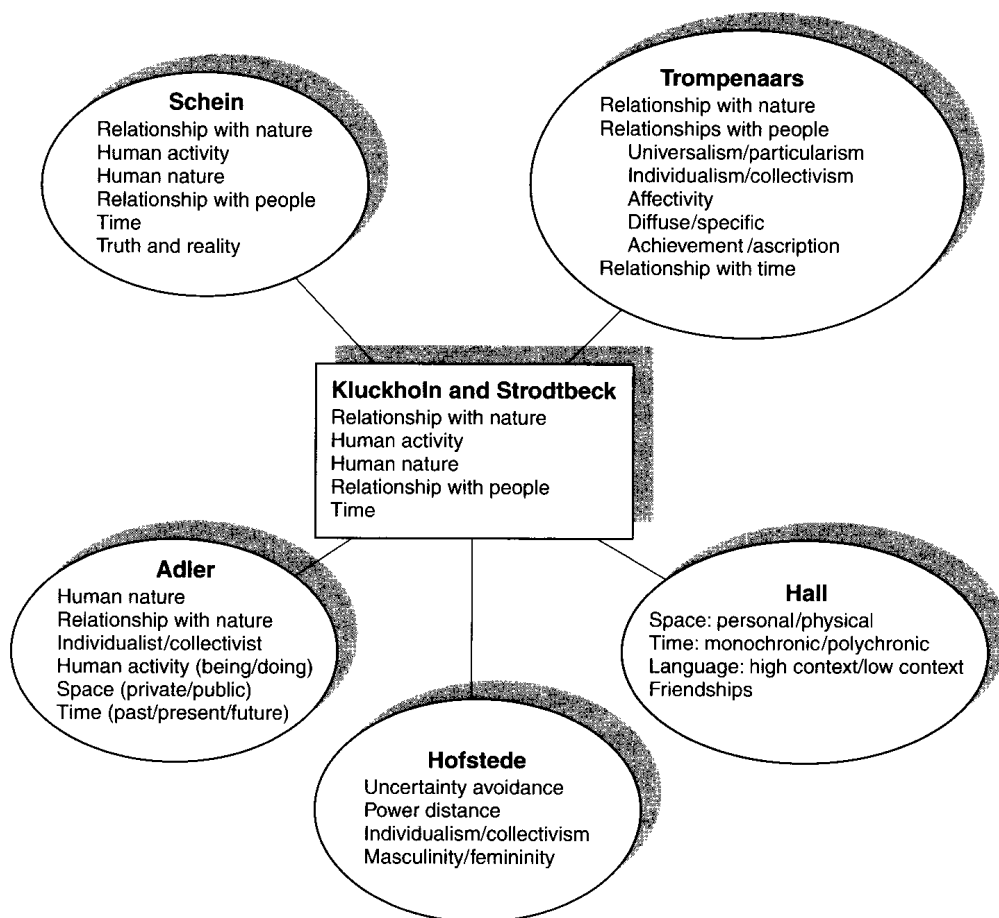 Schein
Relationship with nature
Human activity
Human nature
Relationship with people
Time
Truth and reality
Trompenaars
Relationship with nature
Relationships with people
Universalism/particularism
Individualism/collectivism
Affectivity
Diffuse/specific
Achievement/ascription
Relationship with time
Kluckholn and Strodtbeck
Relationship with nature
Human activity
Human nature
Relationship with people
Time
Adler
Human nature
Relationship with nature
Individualist/collectivist
Human activity (being/doing)
Space (private/public)
Time (past/present/future)
Hall
Space: personal/physical
Time: monochronic/polychronic
Language: high context/low context
Friendships
Hofstede
Uncertainty avoidance
Power distance
Individualism/collectivism
Masculinity/femininity